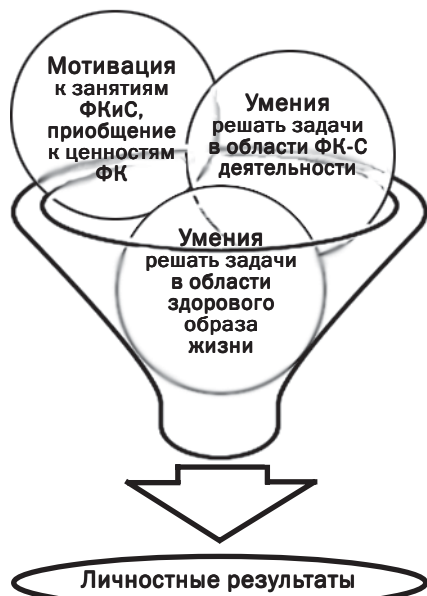 Мотивация
к занятиям
ФКиС,
приобщение
к ценностям
ФК
Умения
решать задачи
в области ФК-С
деятельности
Умения
решать задачи
в области
здорового
образа
жизни
Личностные результаты